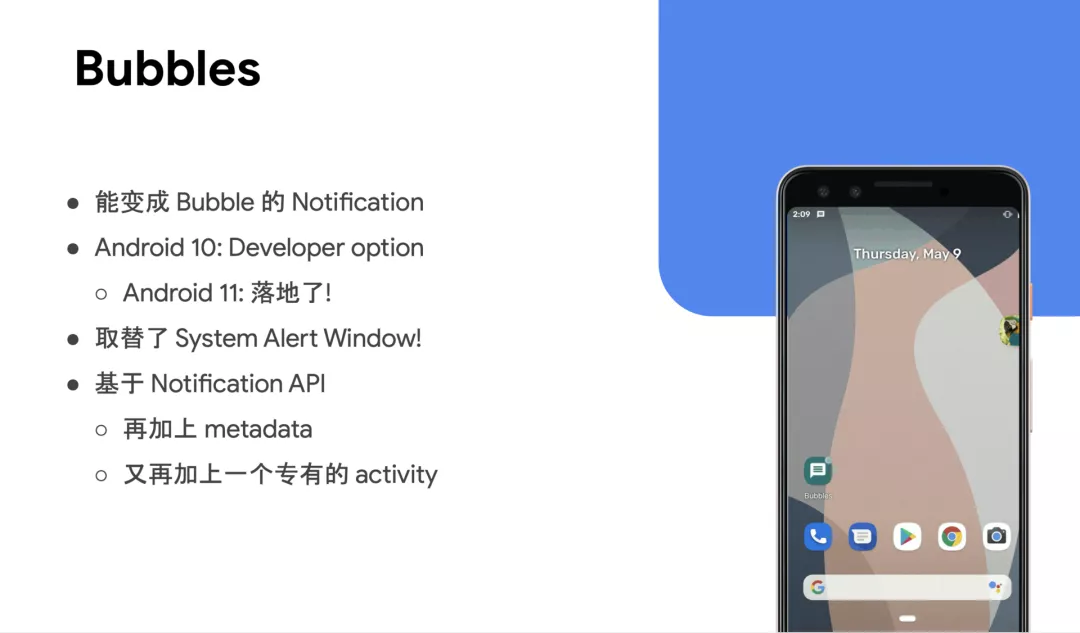 Bubbles
能变成 Bubble 的 Notification
Android 10: Developer option
Android 11: 落地了!
取替了 System Alert Window!
基于 Notification API
再加上 metadata
又再加上一个专有的 activity
2:09
Thursday, May 9
Bubbles